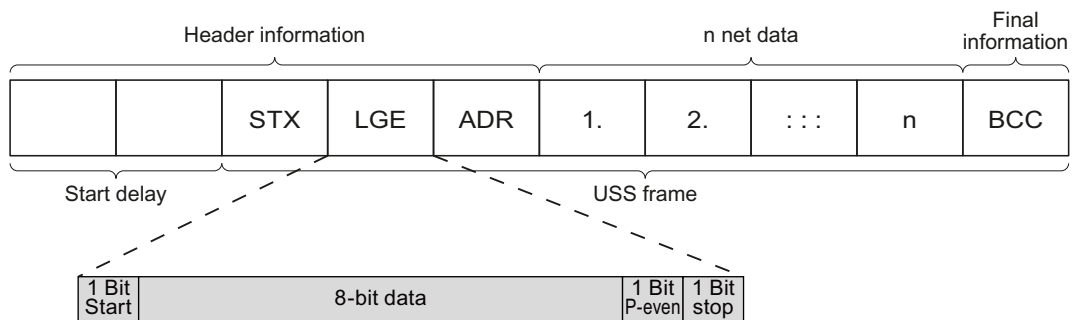 Header information
n net data
Final
information
STX LGE ADR 1. 2. : : : n BCC
Start delay
USS frame
1 Bit
Start
8-bit data
1 Bit
P-even
1 Bit
stop